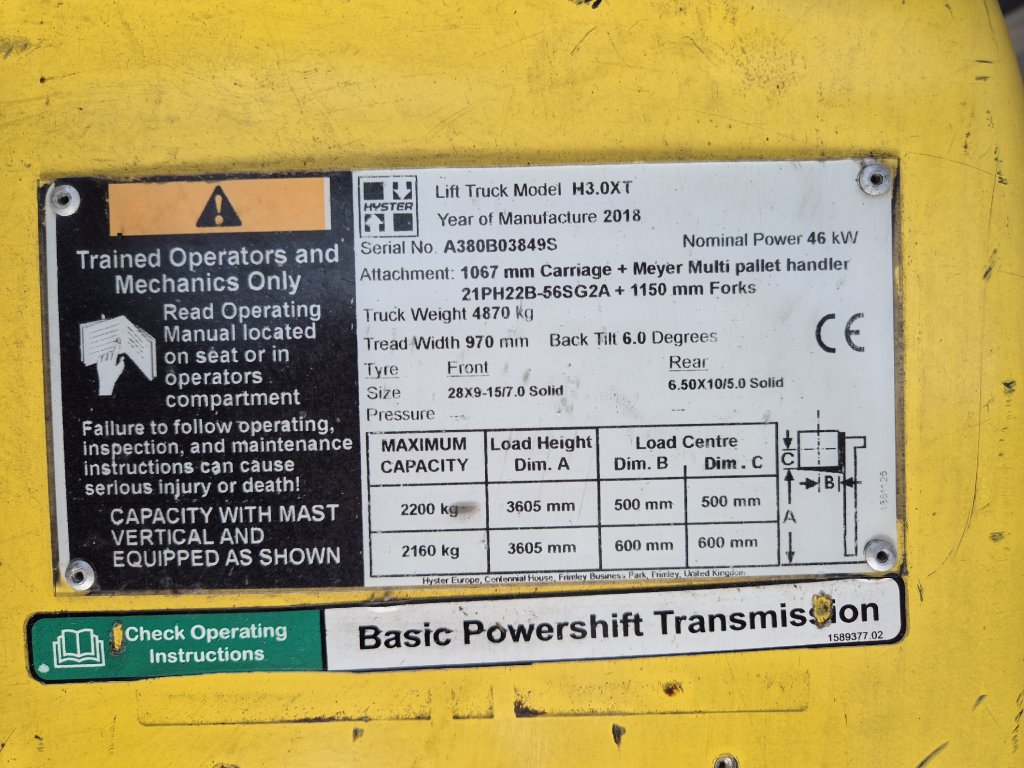 Trained Operators and
Mechanics Only
Read Operating
Manual located
on seat or in
operators
compartment
Failure to follow operating,
inspection, and maintenance
instructions can cause
serious injury or death!
CAPACITY WITH MAST
VERTICAL AND
EQUIPPED AS SHOWN
HYSTER
Lift Truck Model H3.0XT
Year of Manufacture 2018
Serial No. A380B03849S Nominal Power 46 kW
Attachment: 1067 mm Carriage + Meyer Multi pallet handler
21PH22B-56SG2A + 1150 mm Forks
Truck Weight 4870 kg
Tread Width 970 mm Back Tilt 6.0 Degrees
CE
Tyre Front Rear
Size 28X9-15/7.0 Solid 6.50X10/5.0 Solid
Pressure --- ---
MAXIMUM CAPACITY Load Height Dim. A Load Centre Dim. B Dim. C
2200 kg 3605 mm 500 mm 500 mm
2160 kg 3605 mm 600 mm 600 mm
C
B
A
Hyster Europe, Centennial House, Frimley Business Park, Frimley, United Kingdom
Check Operating
Instructions
Basic Powershift Transmission
1589377.02